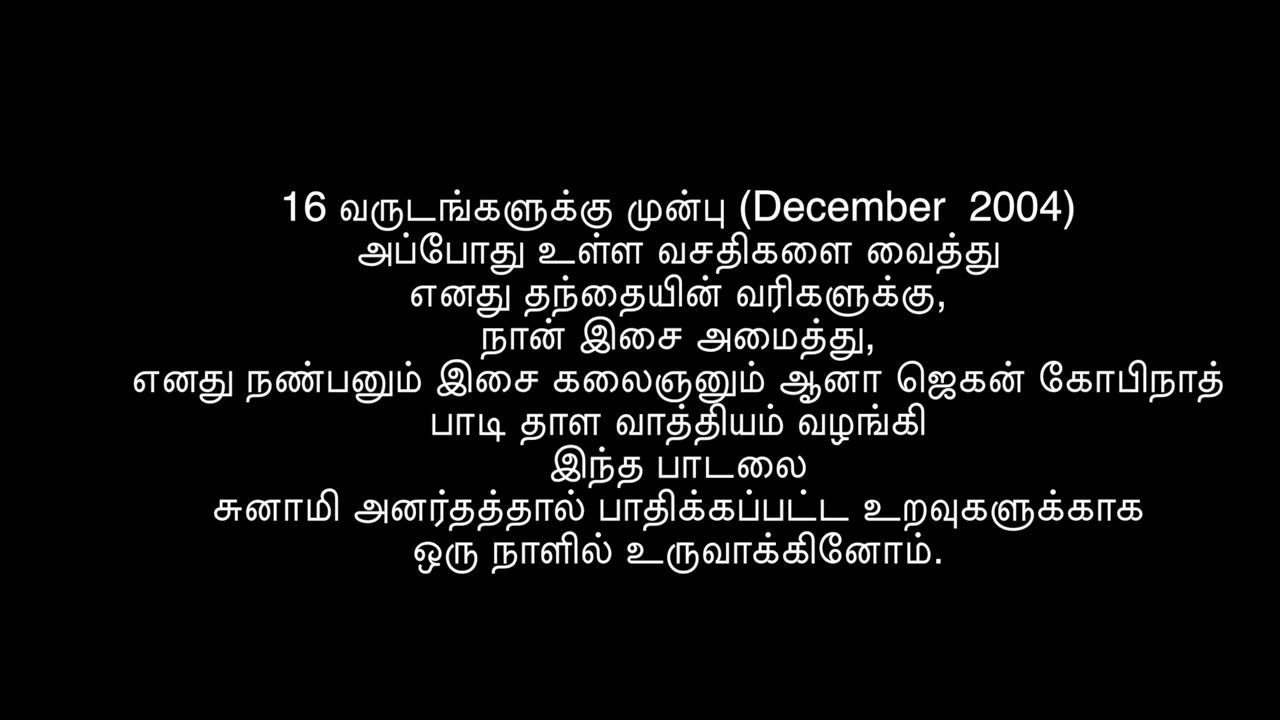 16 வருடங்களுக்கு முன்பு (December  2004)
அப்போது உள்ள வசதிகளை வைத்து
எனது தந்தையின் வரிகளுக்கு,
நான் இசை அமைத்து,
எனது நண்பனும் இசை கலைஞனும் ஆனா ஜெகன் கோபிநாத்
பாடி தாள வாத்தியம் வழங்கி
இந்த பாடலை
சுனாமி அனர்தத்தால் பாதிக்கப்பட்ட உறவுகளுக்காக
ஒரு நாளில் உருவாக்கினோம்.